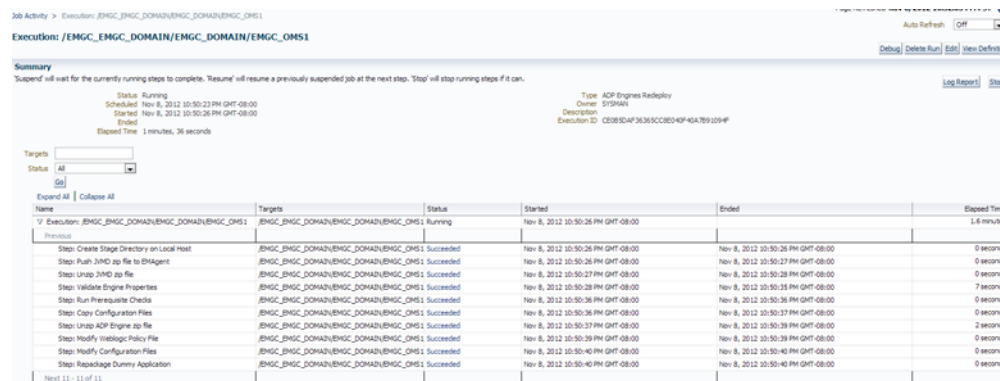 Job Activity > Execution: /EMGC_EMGC_DOMAIN/EMGC_DOMAIN/EMGC_OMS1
Auto Refresh Off
Execution: /EMGC_EMGC_DOMAIN/EMGC_DOMAIN/EMGC_OMS1
Debug Delete Run Edit View Definit
Summary
'Suspend' will wait for the currently running steps to complete. 'Resume' will resume a previously suspended job at the next step. 'Stop' will stop running steps if it can.
Log Report Sto
Status Running
Scheduled Nov 8, 2012 10:50:23 PM GMT-08:00
Started Nov 8, 2012 10:50:26 PM GMT-08:00
Ended
Elapsed Time 1 minutes, 36 seconds
Type ADP Engines Redeploy
Owner SYSMAN
Description
Execution ID
Targets
Status All
Go
Expand All | Collapse All
Name Targets Status Started Ended Elapsed Tim
Execution: /EMGC_EMGC_DOMAIN/EMGC_DOMAIN/EMGC_OMS1 /EMGC_EMGC_DOMAIN/EMGC_DOMAIN/EMGC_OMS1 Running Nov 8, 2012 10:50:26 PM GMT-08:00 1.6 minute
Previous
Step: Create Stage Directory on Local Host /EMGC_EMGC_DOMAIN/EMGC_DOMAIN/EMGC_OMS1 Succeeded Nov 8, 2012 10:50:26 PM GMT-08:00 Nov 8, 2012 10:50:26 PM GMT-08:00 0 second
Step: Push JVMD zip file to EMAgent /EMGC_EMGC_DOMAIN/EMGC_DOMAIN/EMGC_OMS1 Succeeded Nov 8, 2012 10:50:26 PM GMT-08:00 Nov 8, 2012 10:50:27 PM GMT-08:00 0 second
Step: Unzip JVMD zip file /EMGC_EMGC_DOMAIN/EMGC_DOMAIN/EMGC_OMS1 Succeeded Nov 8, 2012 10:50:27 PM GMT-08:00 Nov 8, 2012 10:50:28 PM GMT-08:00 0 second
Step: Validate Engine Properties /EMGC_EMGC_DOMAIN/EMGC_DOMAIN/EMGC_OMS1 Succeeded Nov 8, 2012 10:50:28 PM GMT-08:00 Nov 8, 2012 10:50:35 PM GMT-08:00 7 second
Step: Run Prerequisite Checks /EMGC_EMGC_DOMAIN/EMGC_DOMAIN/EMGC_OMS1 Succeeded Nov 8, 2012 10:50:36 PM GMT-08:00 Nov 8, 2012 10:50:36 PM GMT-08:00 0 second
Step: Copy Configuration Files /EMGC_EMGC_DOMAIN/EMGC_DOMAIN/EMGC_OMS1 Succeeded Nov 8, 2012 10:50:36 PM GMT-08:00 Nov 8, 2012 10:50:37 PM GMT-08:00 0 second
Step: Unzip ADP Engine zip file /EMGC_EMGC_DOMAIN/EMGC_DOMAIN/EMGC_OMS1 Succeeded Nov 8, 2012 10:50:37 PM GMT-08:00 Nov 8, 2012 10:50:39 PM GMT-08:00 2 second
Step: Modify Weblogic Policy File /EMGC_EMGC_DOMAIN/EMGC_DOMAIN/EMGC_OMS1 Succeeded Nov 8, 2012 10:50:39 PM GMT-08:00 Nov 8, 2012 10:50:39 PM GMT-08:00 0 second
Step: Modify Configuration Files /EMGC_EMGC_DOMAIN/EMGC_DOMAIN/EMGC_OMS1 Succeeded Nov 8, 2012 10:50:40 PM GMT-08:00 Nov 8, 2012 10:50:40 PM GMT-08:00 0 second
Step: Repackage Dummy Application /EMGC_EMGC_DOMAIN/EMGC_DOMAIN/EMGC_OMS1 Succeeded Nov 8, 2012 10:50:40 PM GMT-08:00 Nov 8, 2012 10:50:40 PM GMT-08:00 0 second
Next 11 - 11 of 11